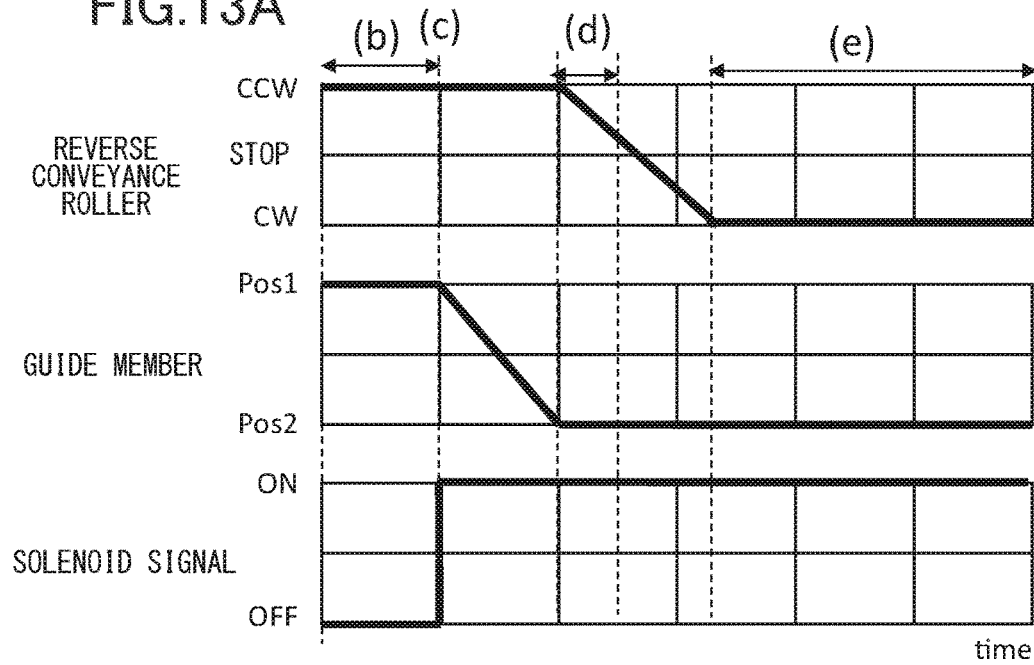 FIG.13A
(b) (c) (d) (e)
CCW
REVERSE
CONVEYANCE
ROLLER
STOP
CW
Pos1
GUIDE MEMBER
Pos2
ON
SOLENOID SIGNAL
OFF
time